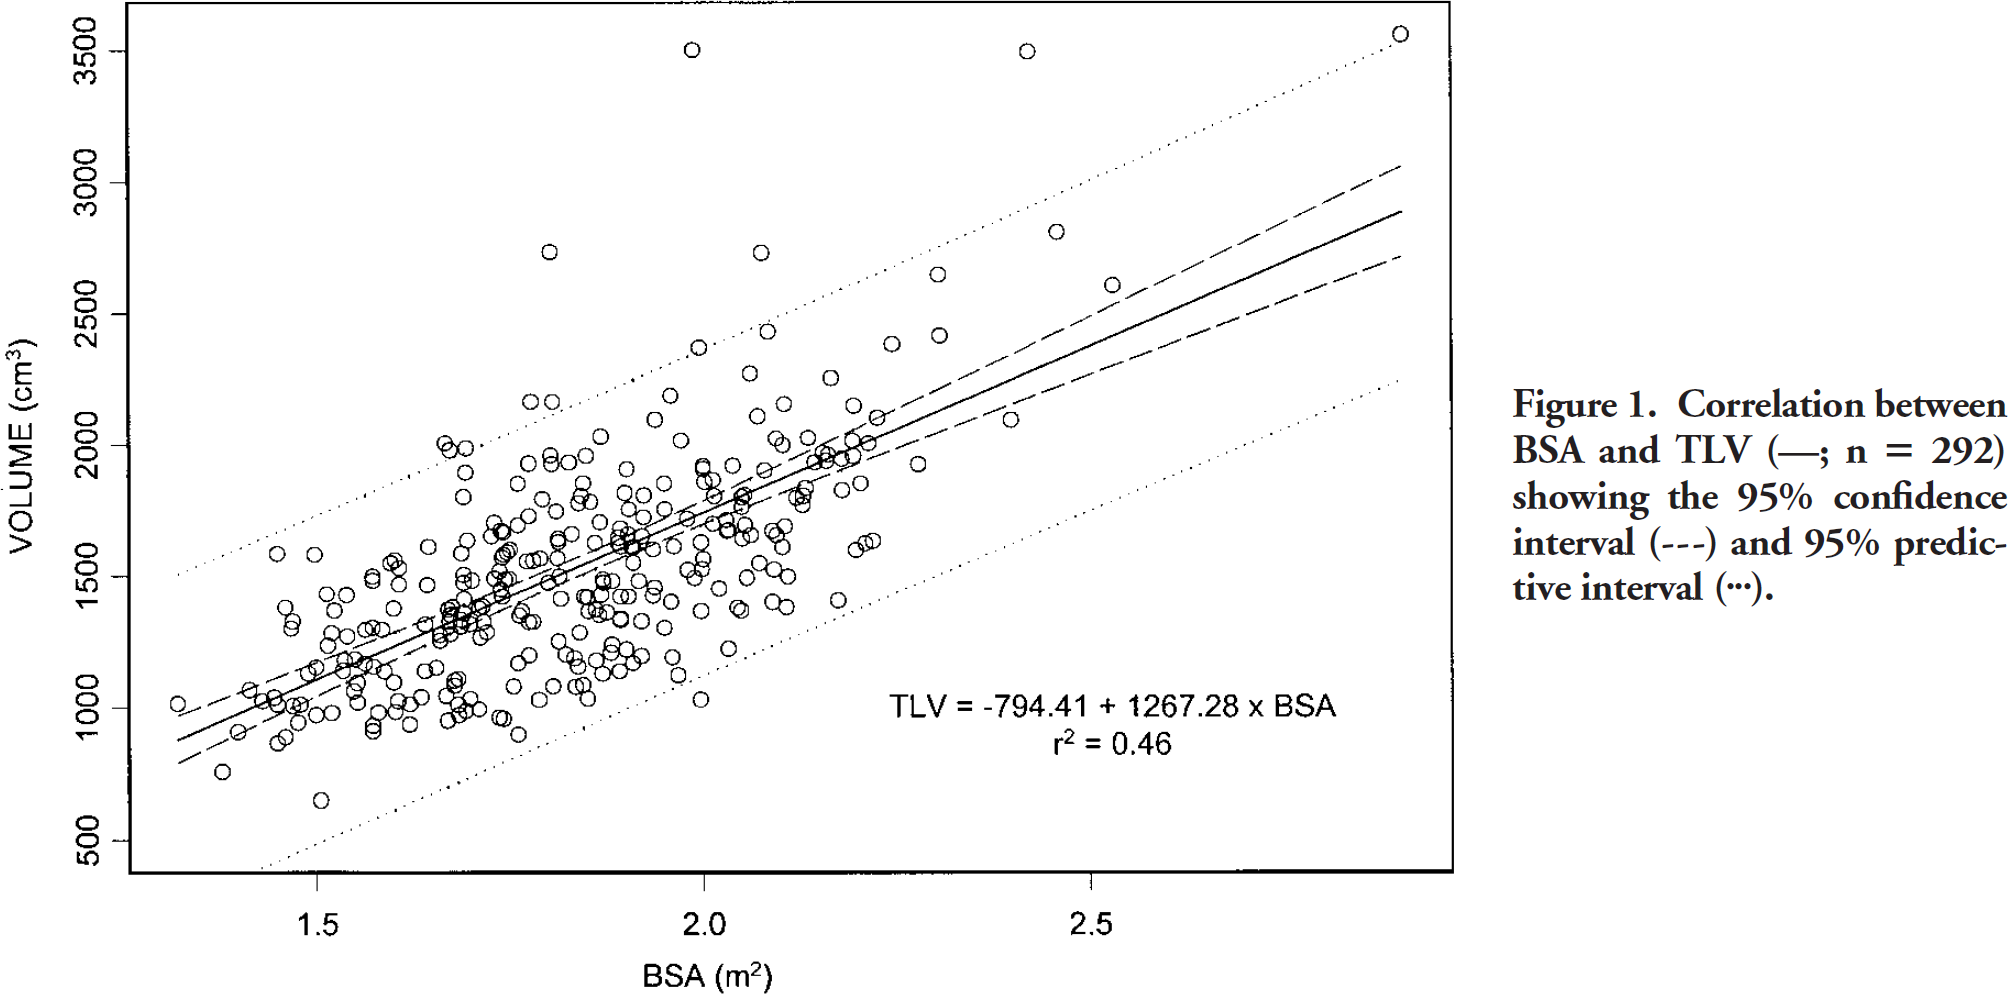 3500
3000
2500
2000
1500
1000
500
VOLUME (cm³)
1.5
2.0
2.5
BSA (m²)
TLV = -794.41 + 1267.28 x BSA
r² = 0.46
Figure 1. Correlation between
BSA and TLV (—; n = 292)
showing the 95% confidence
interval (---) and 95% predic-
tive interval (···).